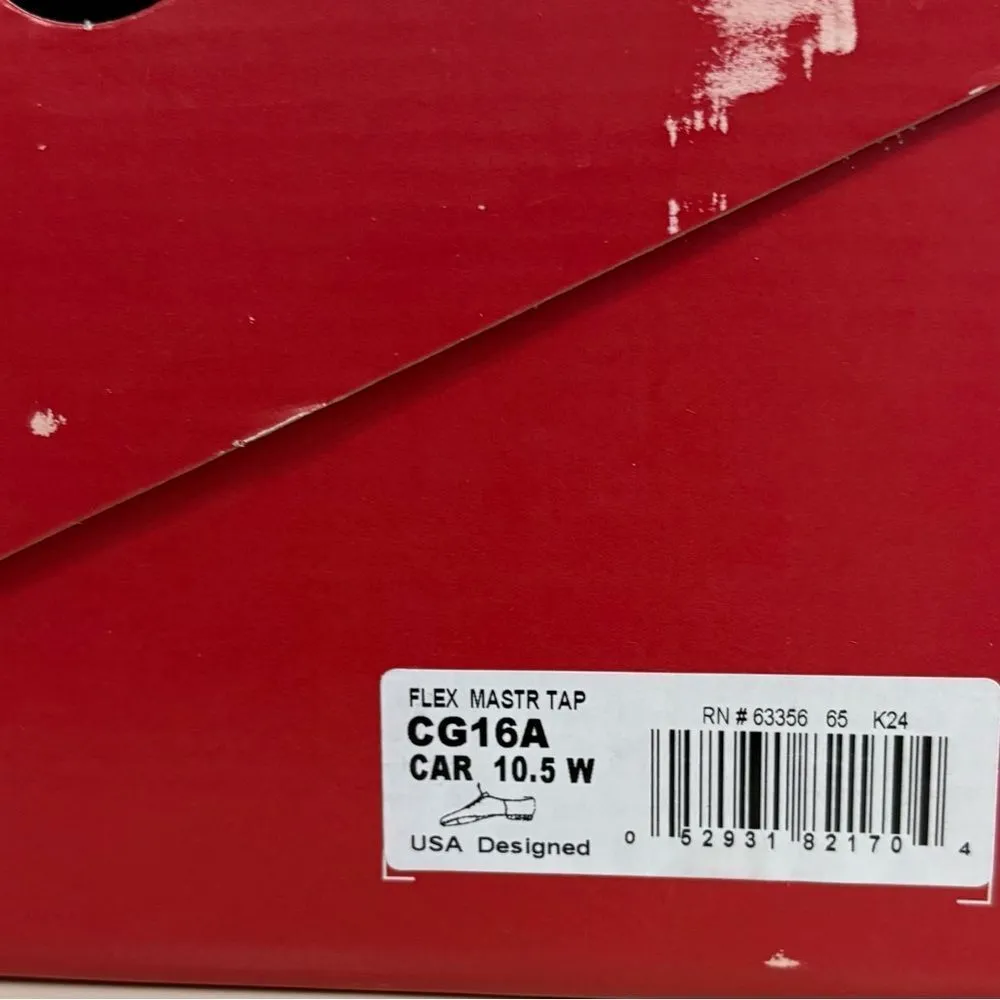 FLEX MASTR TAP
CG16A
CAR 10.5 W
USA Designed
RN # 63356 65 K24
0 52931 82170 4